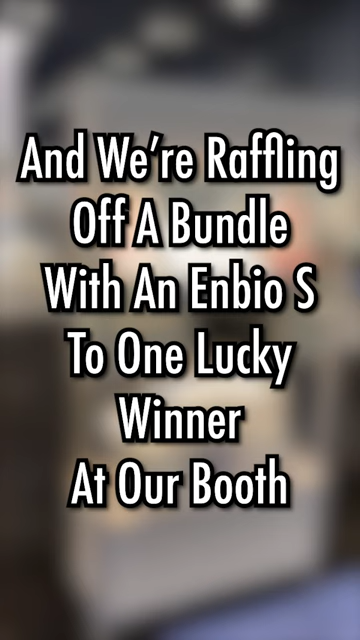 And We're Raffling
Off A Bundle
With An Enbio S
To One Lucky
Winner
At Our Booth